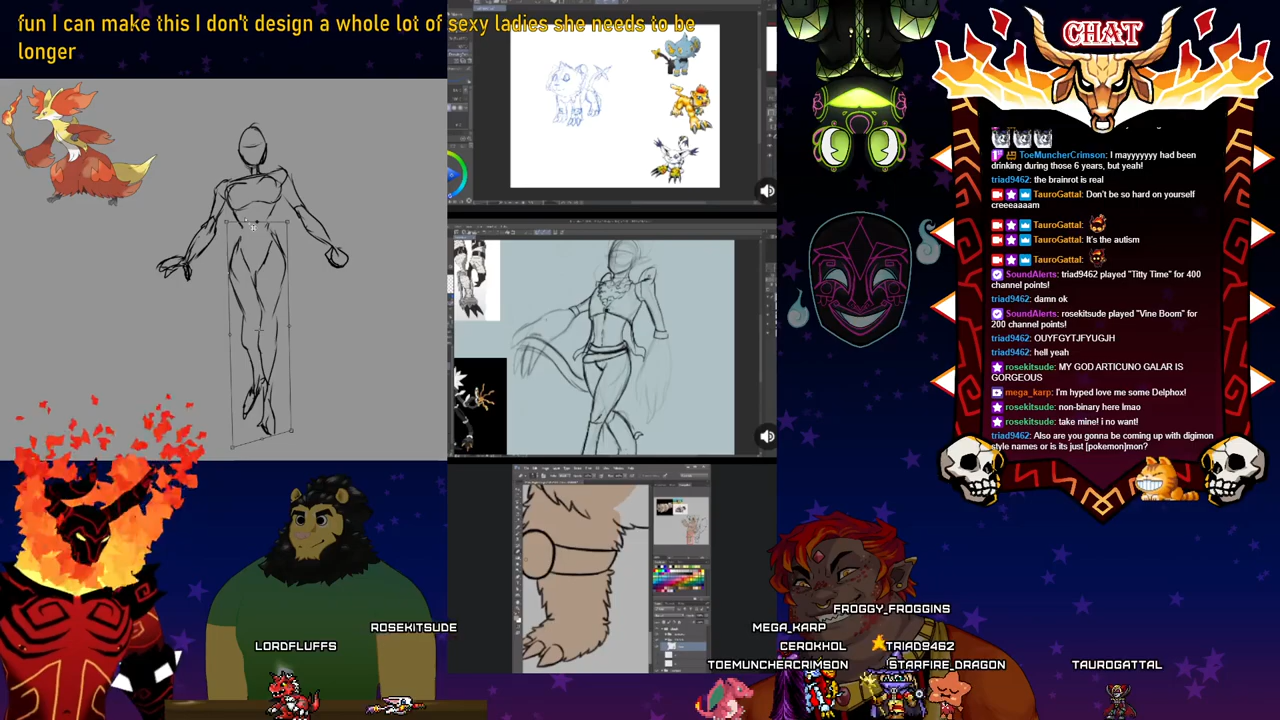 fun I can make this I don't design a whole lot of sexy ladies she needs to be
longer
CHAT
ToeMuncherCrimson: I mayyyyyy had been
drinking during those 6 years, but yeah!
triad9462: the brainrot is real
TauroGattal: Don't be so hard on yourself
creeeaaaam
TauroGattal:
TauroGattal: It's the autism
TauroGattal:
SoundAlerts: triad9462 played "Titty Time" for 400
channel points!
triad9462: damn ok
SoundAlerts: rosekitsude played "Vine Boom" for
200 channel points!
triad9462: OUYFGYTJFYUGJH
triad9462: hell yeah
rosekitsude: MY GOD ARTICUNO GALAR IS
GORGEOUS
mega_karp: I'm hyped love me some Delphox!
rosekitsude: non-binary here lmao
rosekitsude: take mine! i no want!
triad9462: Also are you gonna be coming up with digimon
style names or is its just [pokemon]mon?
FROGGY_FROGGINS
ROSEKITSUDE
MEGA_KARP
LORDFLUFFS
CEROKHOL
TRIAD9462
TOEMUNCHERCRIMSON
STARFIRE_DRAGON
TAUROGATTAL